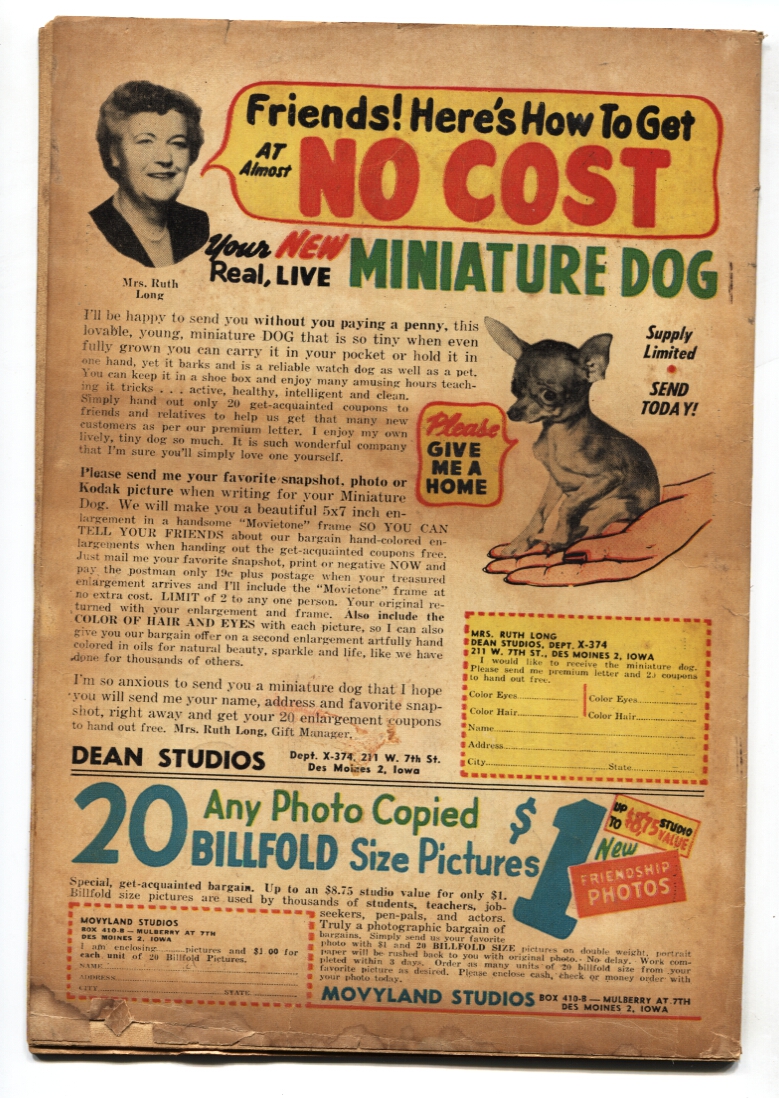 Friends! Here's How To Get
AT
Almost
NO COST
Your NEW
Real, LIVE
MINIATURE DOG
Mrs. Ruth
Long
I'll be happy to send you without you paying a penny, this
lovable, young, miniature DOG that is so tiny when even
fully grown you can carry it in your pocket or hold it in
one hand, yet it barks and is a reliable watch dog as well as a pet.
You can keep it in a shoe box and enjoy many amusing hours teach-
ing it tricks . . . active, healthy, intelligent and clean.
Simply hand out only 20 get-acquainted coupons to
friends and relatives to help us get that many new
customers as per our premium letter. I enjoy my own
lively, tiny dog so much. It is such wonderful company
that I'm sure you'll simply love one yourself.
Supply
Limited
SEND
TODAY!
Please
GIVE
ME A
HOME
Please send me your favorite snapshot, photo or
Kodak picture when writing for your Miniature
Dog. We will make you a beautiful 5x7 inch en-
largement in a handsome "Movietone" frame SO YOU CAN
TELL YOUR FRIENDS about our bargain hand-colored en-
largements when handing out the get-acquainted coupons free.
Just mail me your favorite snapshot, print or negative NOW and
pay the postman only 19c plus postage when your treasured
enlargement arrives and I'll include the "Movietone" frame at
no extra cost. LIMIT of 2 to any one person. Your original re-
turned with your enlargement and frame. Also include the
COLOR OF HAIR AND EYES with each picture, so I can also
give you our bargain offer on a second enlargement artfully hand
colored in oils for natural beauty, sparkle and life, like we have
done for thousands of others.
I'm so anxious to send you a miniature dog that I hope
you will send me your name, address and favorite snap-
shot, right away and get your 20 enlargement coupons
to hand out free. Mrs. Ruth Long, Gift Manager,
DEAN STUDIOS
Dept. X-374, 211 W. 7th St.
Des Moines 2, Iowa
MRS. RUTH LONG
DEAN STUDIOS, DEPT. X-374
211 W. 7TH ST., DES MOINES 2, IOWA
I would like to receive the miniature dog.
Please send me premium letter and 20 coupons
to hand out free.
Color Eyes
Color Eyes
Color Hair
Color Hair
Name
Address
City
State
20
Any Photo Copied
BILLFOLD Size Pictures
$1
UP
TO
$8.75
STUDIO
VALUE
New
FRIENDSHIP
PHOTOS
Special, get-acquainted bargain. Up to an $8.75 studio value for only $1.
Billfold size pictures are used by thousands of students, teachers, job-
seekers, pen-pals, and actors.
Truly a photographic bargain of
bargains. Simply send us your favorite
photo with $1 and 20 BILLFOLD SIZE pictures on double weight, portrait
paper will be rushed back to you with original photo. No delay. Work com-
pleted within 3 days. Order as many units of 20 billfold size from your
favorite picture as desired. Please enclose cash, check or money order with
your photo today.
MOVYLAND STUDIOS
BOX 410-B — MULBERRY AT 7TH
DES MOINES 2, IOWA
I am enclosing pictures and $1.00 for
each unit of 20 Billfold Pictures.
NAME
ADDRESS
CITY
STATE
MOVYLAND STUDIOS
BOX 410-B — MULBERRY AT 7TH
DES MOINES 2, IOWA